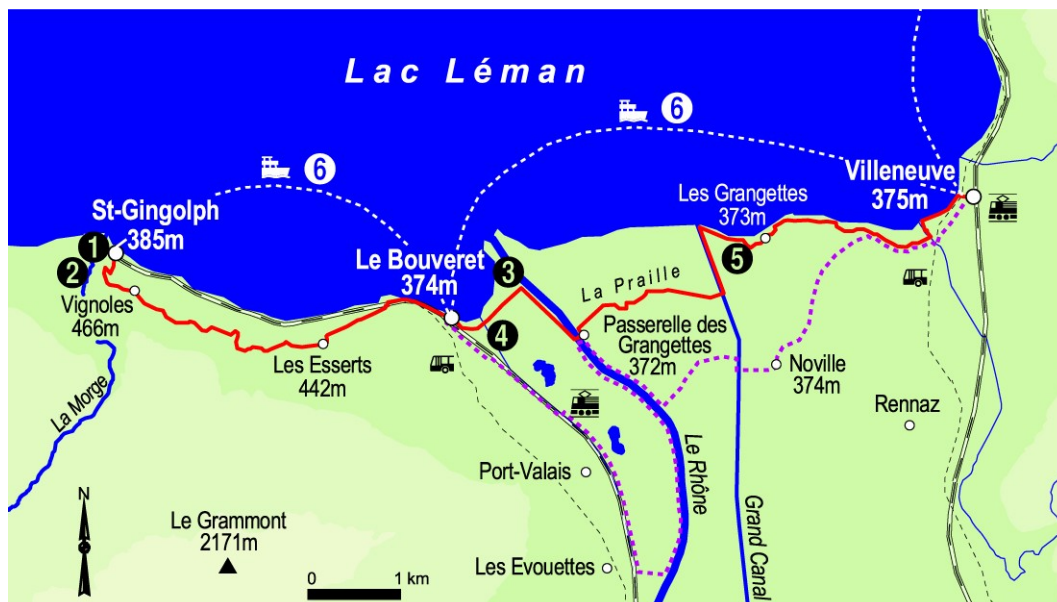 Lac Léman
6
6
Villeneuve
375m
Les Grangettes
373m
St-Gingolph
385m
1
2
Le Bouveret
374m
3
5
La Praille
Vignoles
466m
4
Passerelle des
Grangettes
372m
Les Esserts
442m
Noville
374m
La Morge
Rennaz
Le Rhône
Port-Valais
Grand Canal
N
Le Grammont
2171m
Les Evouettes
0 1 km